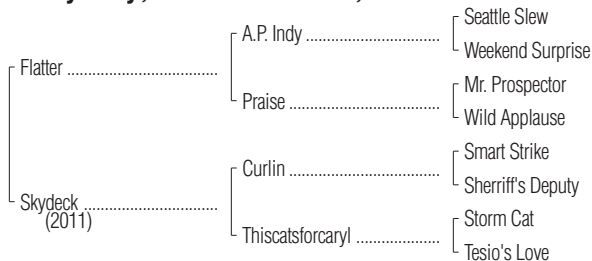 Seattle Slew
A.P. Indy ..........................................
Weekend Surprise
Flatter ..............................................
Mr. Prospector
Praise ..............................................
Wild Applause
Smart Strike
Curlin ..............................................
Sherriff's Deputy
Skydeck .........................................
(2011)
Storm Cat
Thiscatsforcaryl .........................
Tesio's Love